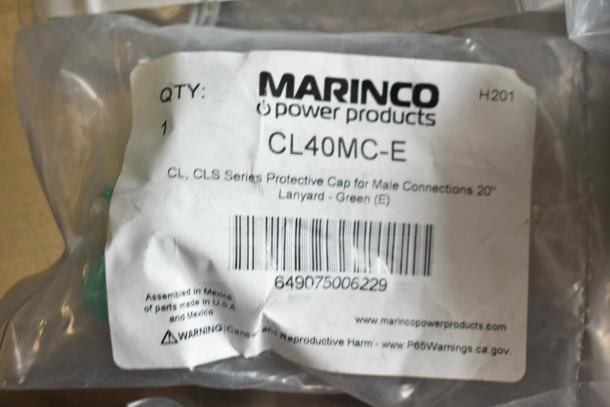 QTY:
1
MARINCO
power products
H201
CL40MC-E
CL, CLS Series Protective Cap for Male Connections 20"
Lanyard - Green (E)
649075006229
Assembled in Mexico
of parts made in U.S.A
and Mexico
www.marincopowerproducts.com
WARNING: Cancer and Reproductive Harm - www.P65Warnings.ca.gov.